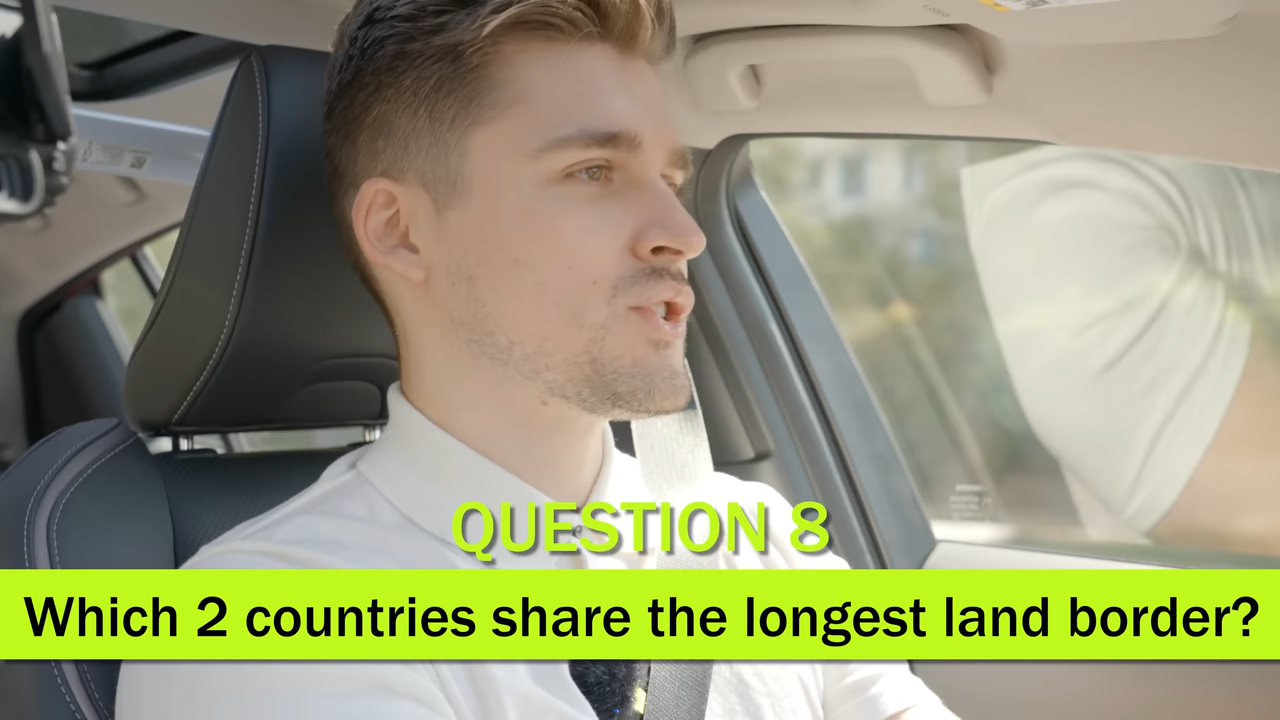 QUESTION 8
Which 2 countries share the longest land border?